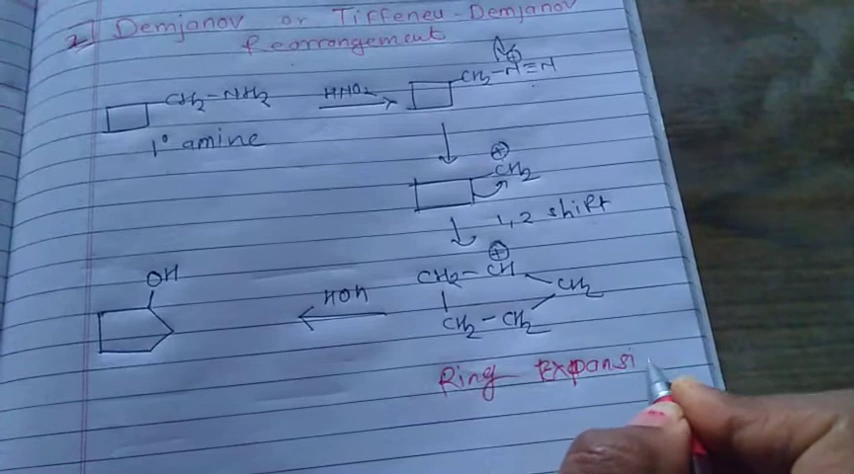 2] Demjanov or Tiffeneu-Demjanov
Rearrangement
CH₂-NH₂
HNO₂
CH₂-N≡N
⊕
1° amine
⊕
CH₂
1,2 shift
⊕
CH₂-CH
CH₂
CH₂-CH₂
HOH
OH
Ring Expansi